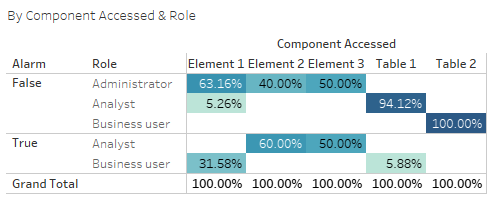 By Component Accessed & Role
Component Accessed
Alarm Role Element 1 Element 2 Element 3 Table 1 Table 2
False Administrator 63.16% 40.00% 50.00%
Analyst 5.26% 94.12%
Business user 100.00%
True Analyst 60.00% 50.00%
Business user 31.58% 5.88%
Grand Total 100.00% 100.00% 100.00% 100.00% 100.00%